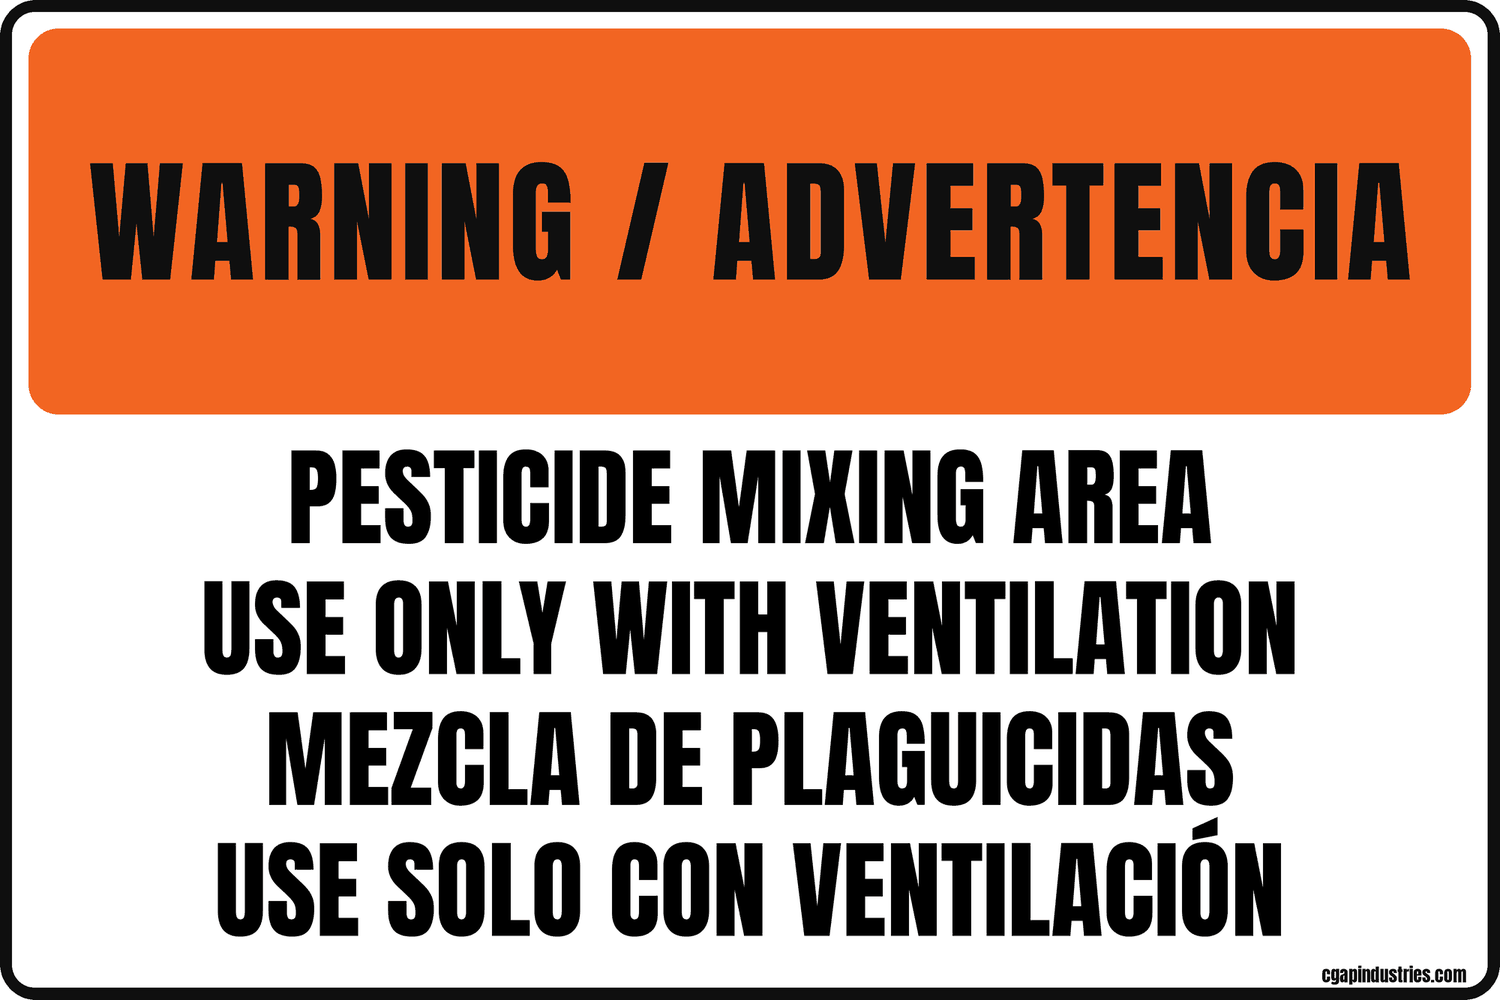 WARNING / ADVERTENCIA
PESTICIDE MIXING AREA
USE ONLY WITH VENTILATION
MEZCLA DE PLAGUICIDAS
USE SOLO CON VENTILACIÓN
cgapindustries.com